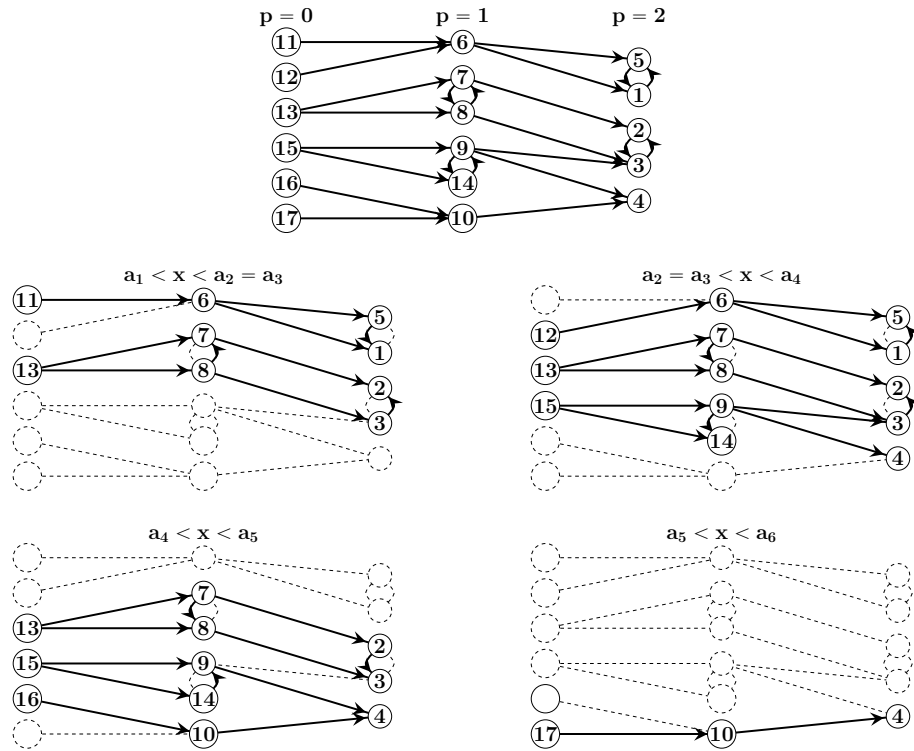 p = 0 p = 1 p = 2
11 6 5
12 1
13 7 2
8 3
15 9 4
16 14
17 10
a₁ < x < a₂ = a₃
11 6 5
7 1
13 8 2
3
a₂ = a₃ < x < a₄
6 5
12 7 1
13 8 2
15 9 3
14 4
a₄ < x < a₅
7
13 8 2
15 9 3
16 14 4
10
a₅ < x < a₆
17 10 4